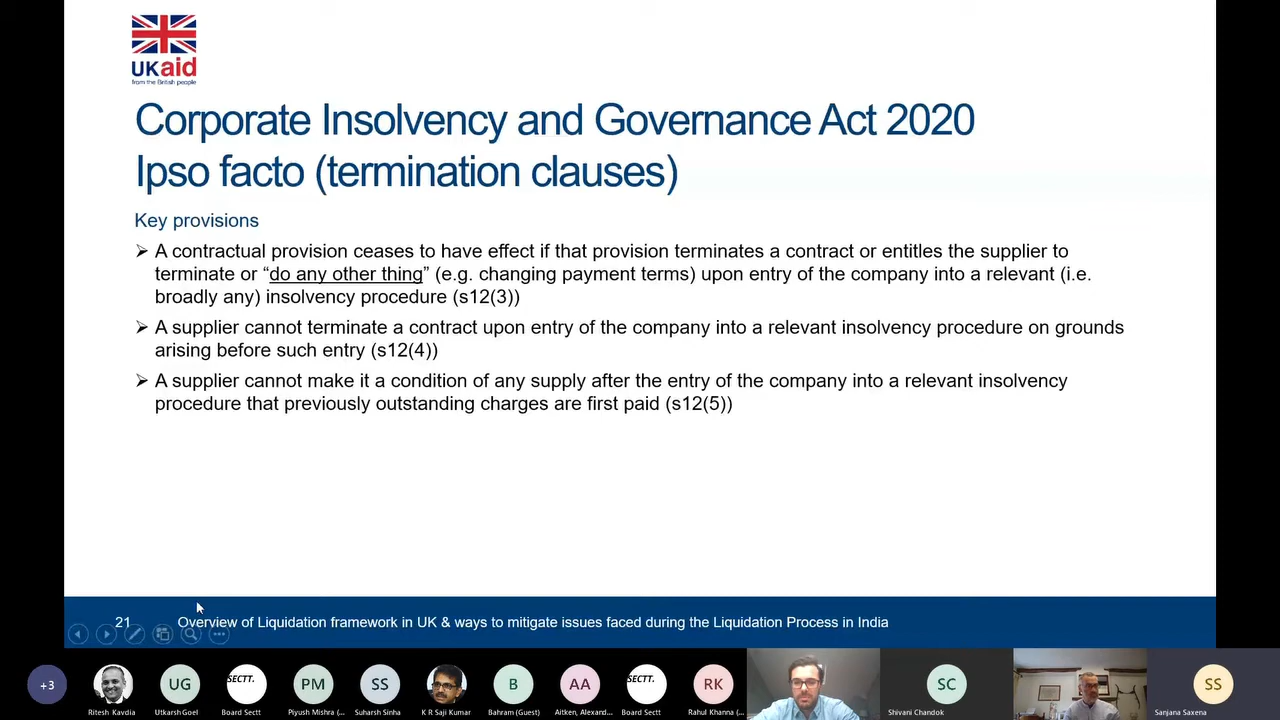 UKaid
from the British people
Corporate Insolvency and Governance Act 2020
Ipso facto (termination clauses)
Key provisions
A contractual provision ceases to have effect if that provision terminates a contract or entitles the supplier to
terminate or “do any other thing” (e.g. changing payment terms) upon entry of the company into a relevant (i.e.
broadly any) insolvency procedure (s12(3))
A supplier cannot terminate a contract upon entry of the company into a relevant insolvency procedure on grounds
arising before such entry (s12(4))
A supplier cannot make it a condition of any supply after the entry of the company into a relevant insolvency
procedure that previously outstanding charges are first paid (s12(5))
21
Overview of Liquidation framework in UK & ways to mitigate issues faced during the Liquidation Process in India
+3
UG
SECTT.
PM
SS
B
AA
SECTT.
RK
SC
SS
Ritesh Kavdia
Utkarsh Goel
Board Sectt
Piyush Mishra (...
Suharsh Sinha
K R Saji Kumar
Bahram (Guest)
Aitken, Alexand...
Board Sectt
Rahul Khanna (...
Shivani Chandok
Sanjana Saxena